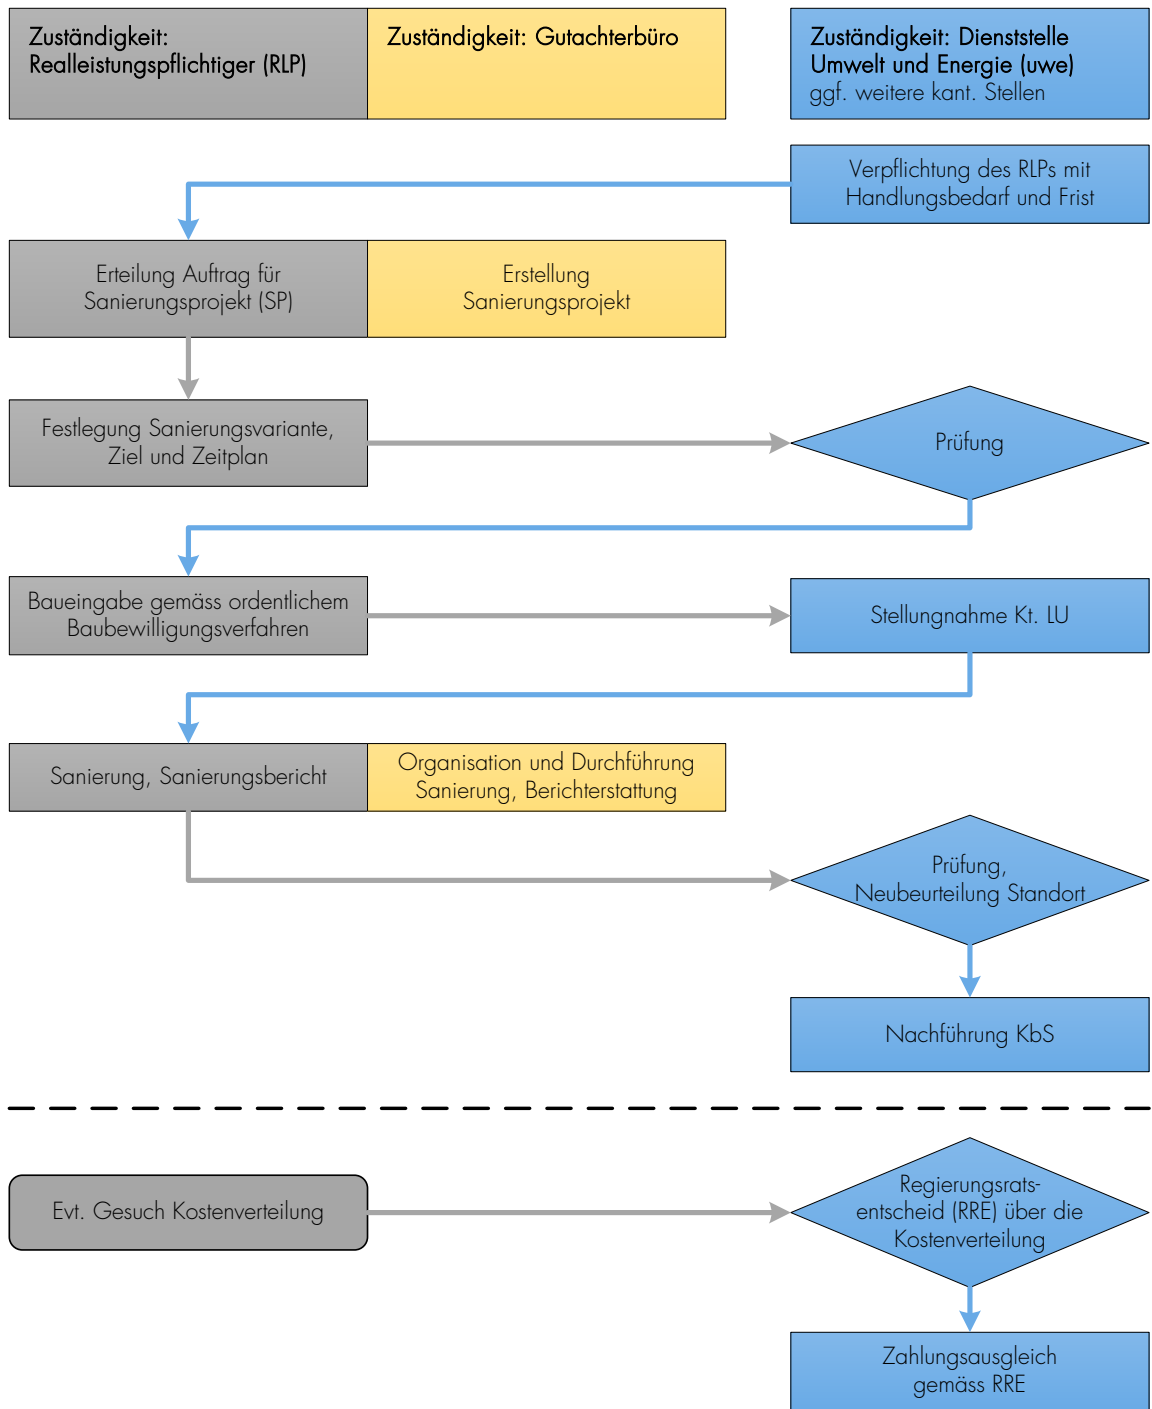 Zuständigkeit:
Realleistungspflichtiger (RLP)
Zuständigkeit: Gutachterbüro
Zuständigkeit: Dienststelle
Umwelt und Energie (uwe)
ggf. weitere kant. Stellen
Verpflichtung des RLPs mit
Handlungsbedarf und Frist
Erteilung Auftrag für
Sanierungsprojekt (SP)
Erstellung
Sanierungsprojekt
Festlegung Sanierungsvariante,
Ziel und Zeitplan
Prüfung
Baueingabe gemäss ordentlichem
Baubewilligungsverfahren
Stellungnahme Kt. LU
Sanierung, Sanierungsbericht
Organisation und Durchführung
Sanierung, Berichterstattung
Prüfung,
Neubeurteilung Standort
Nachführung KbS
Evt. Gesuch Kostenverteilung
Regierungsrats-
entscheid (RRE) über die
Kostenverteilung
Zahlungsausgleich
gemäss RRE